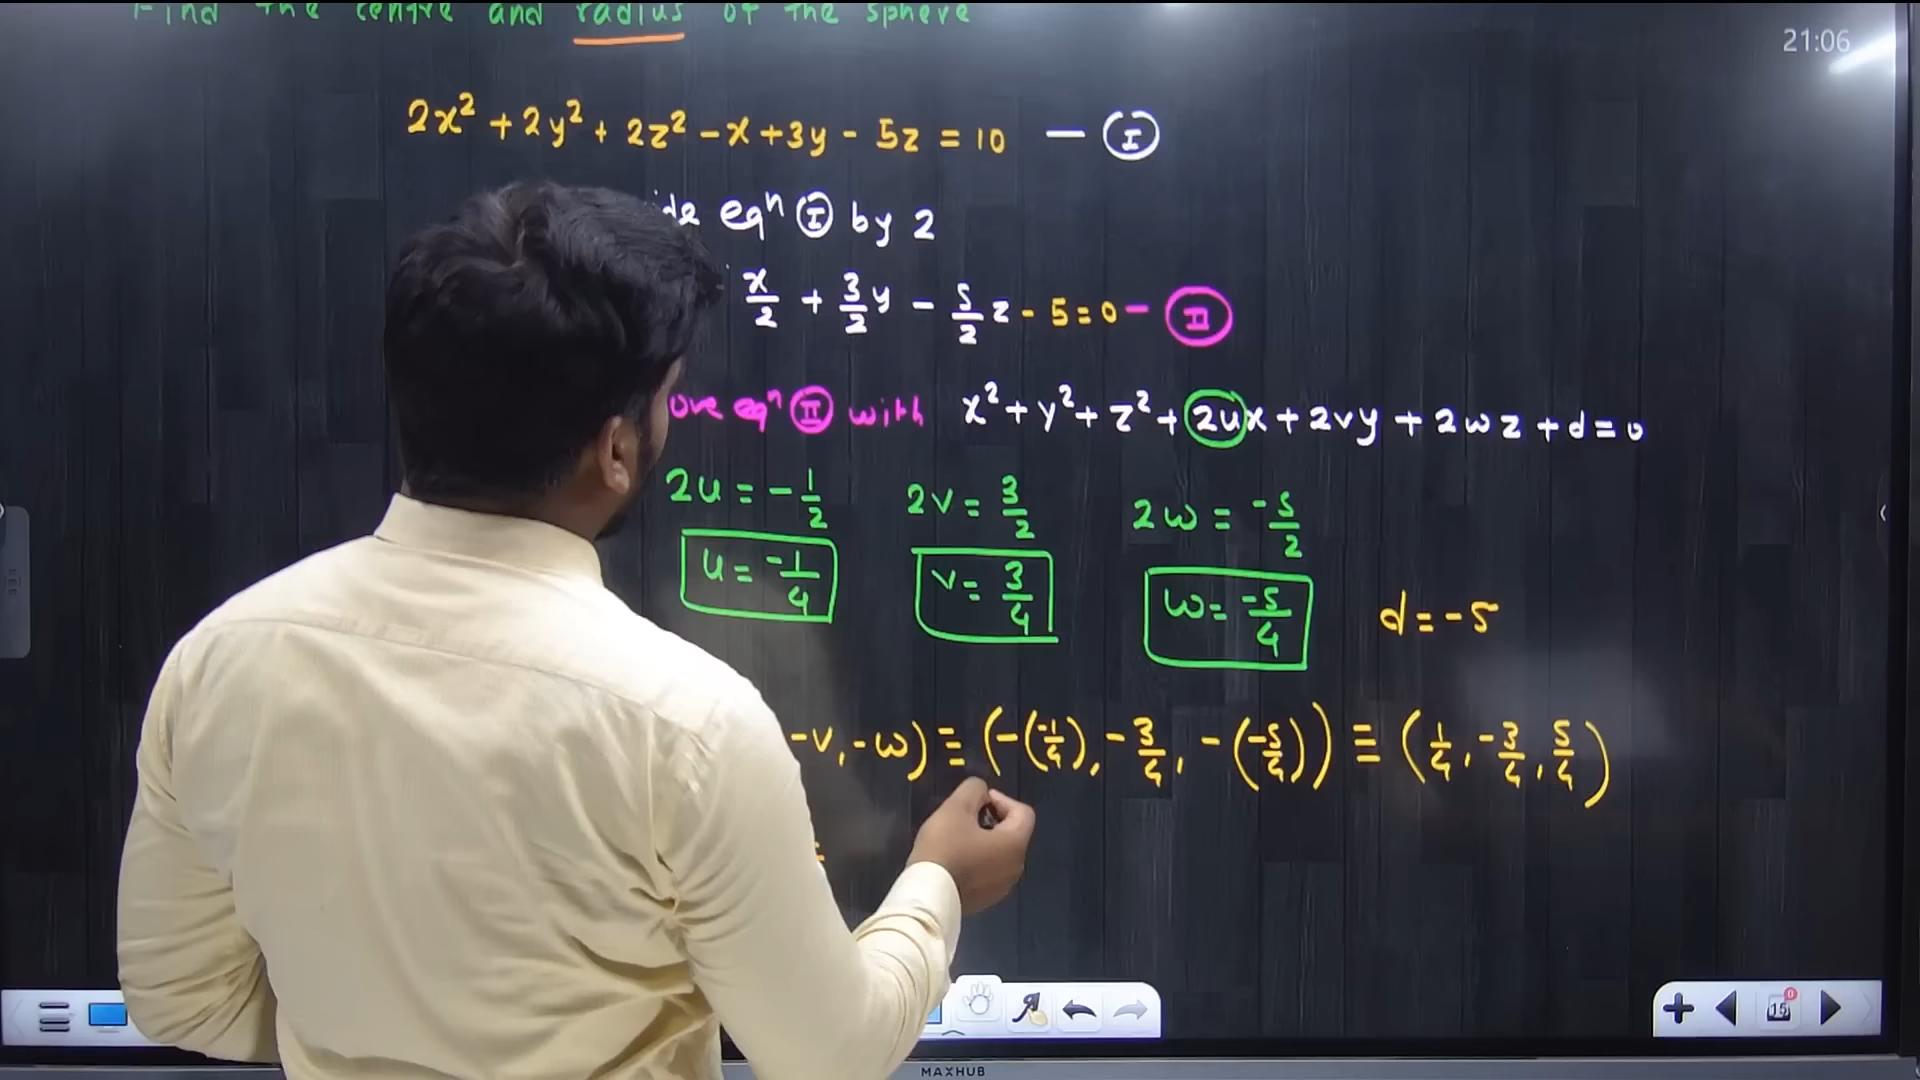 Find the centre and radius of the sphere
21:06
2x² + 2y² + 2z² - x + 3y - 5z = 10 — (I)
eqⁿ (I) by 2
x/2 + 3/2 y - 5/2 z - 5 = 0 - (II)
eqⁿ (II) with x² + y² + z² + 2ux + 2vy + 2wz + d = 0
2u = -1/2 2v = 3/2 2w = -5/2
u = -1/4 v = 3/4 w = -5/4 d = -5
-v, -w) ≡ (-(-1/4), -3/4, -(-5/4)) ≡ (1/4, -3/4, 5/4)
=
15
0
MAXHUB